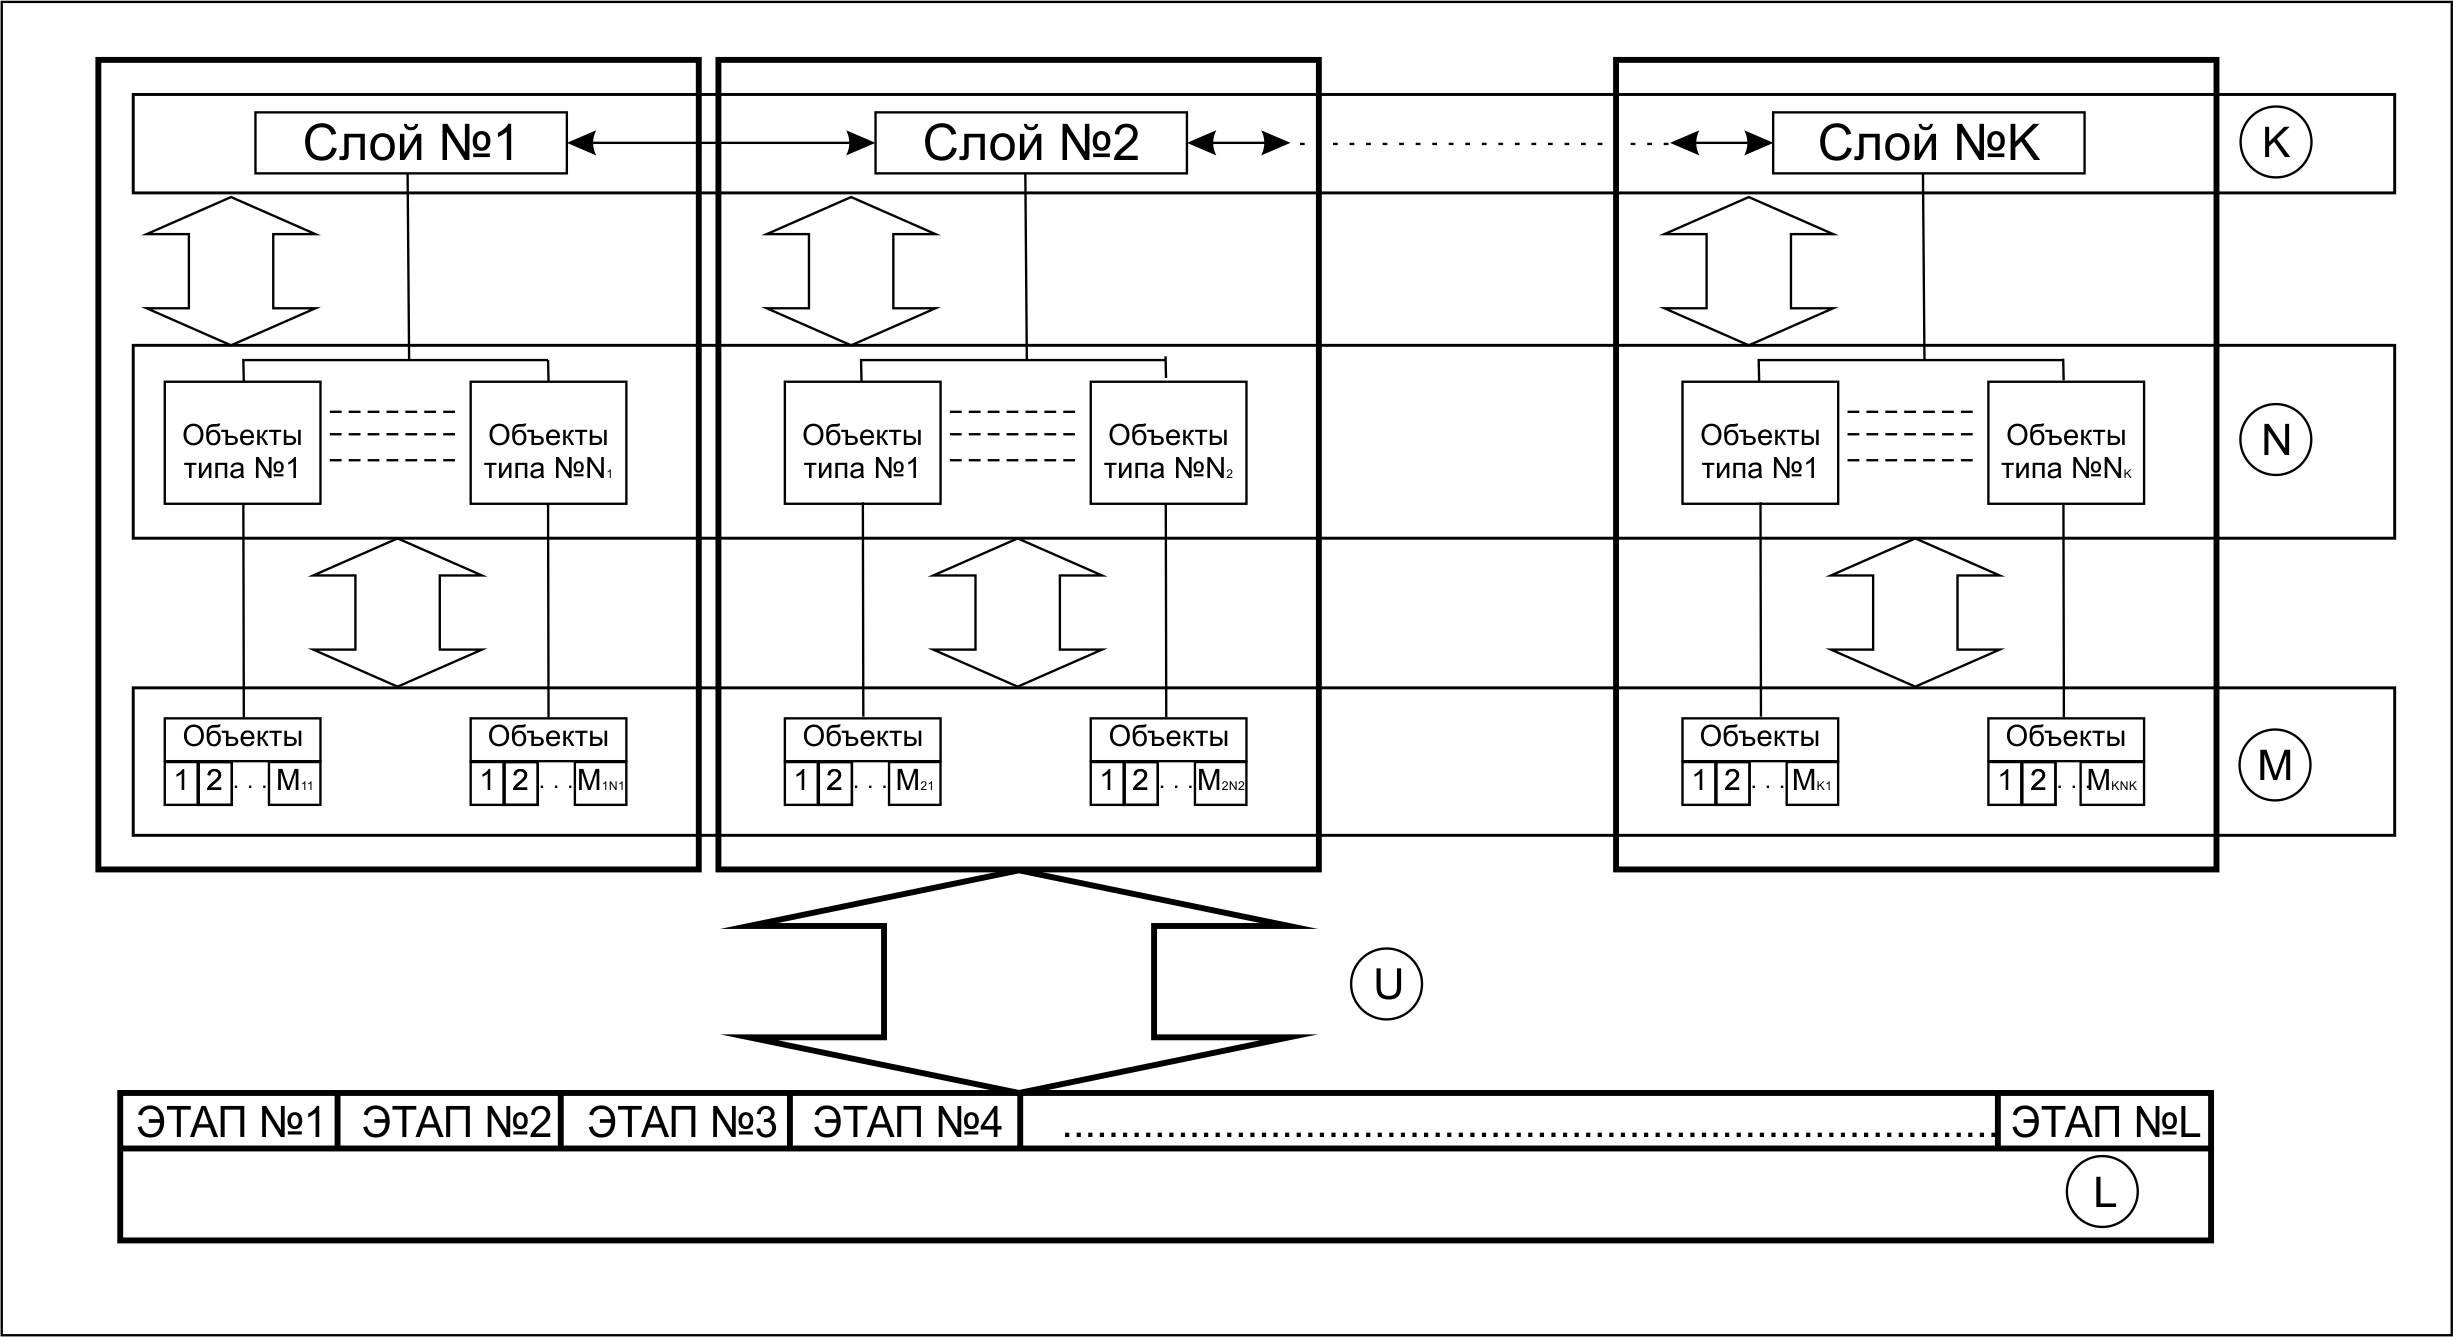 Слой №1
Слой №2
Слой №K
K
Объекты
типа №1
Объекты
типа №N₁
Объекты
типа №1
Объекты
типа №N₂
Объекты
типа №1
Объекты
типа №Nₖ
N
Объекты
1 2 . . . M11
Объекты
1 2 . . . M1N1
Объекты
1 2 . . . M21
Объекты
1 2 . . . M2N2
Объекты
1 2 . . . MK1
Объекты
1 2 . . . MKNK
M
U
ЭТАП №1 ЭТАП №2 ЭТАП №3 ЭТАП №4 ........ ЭТАП №L
L